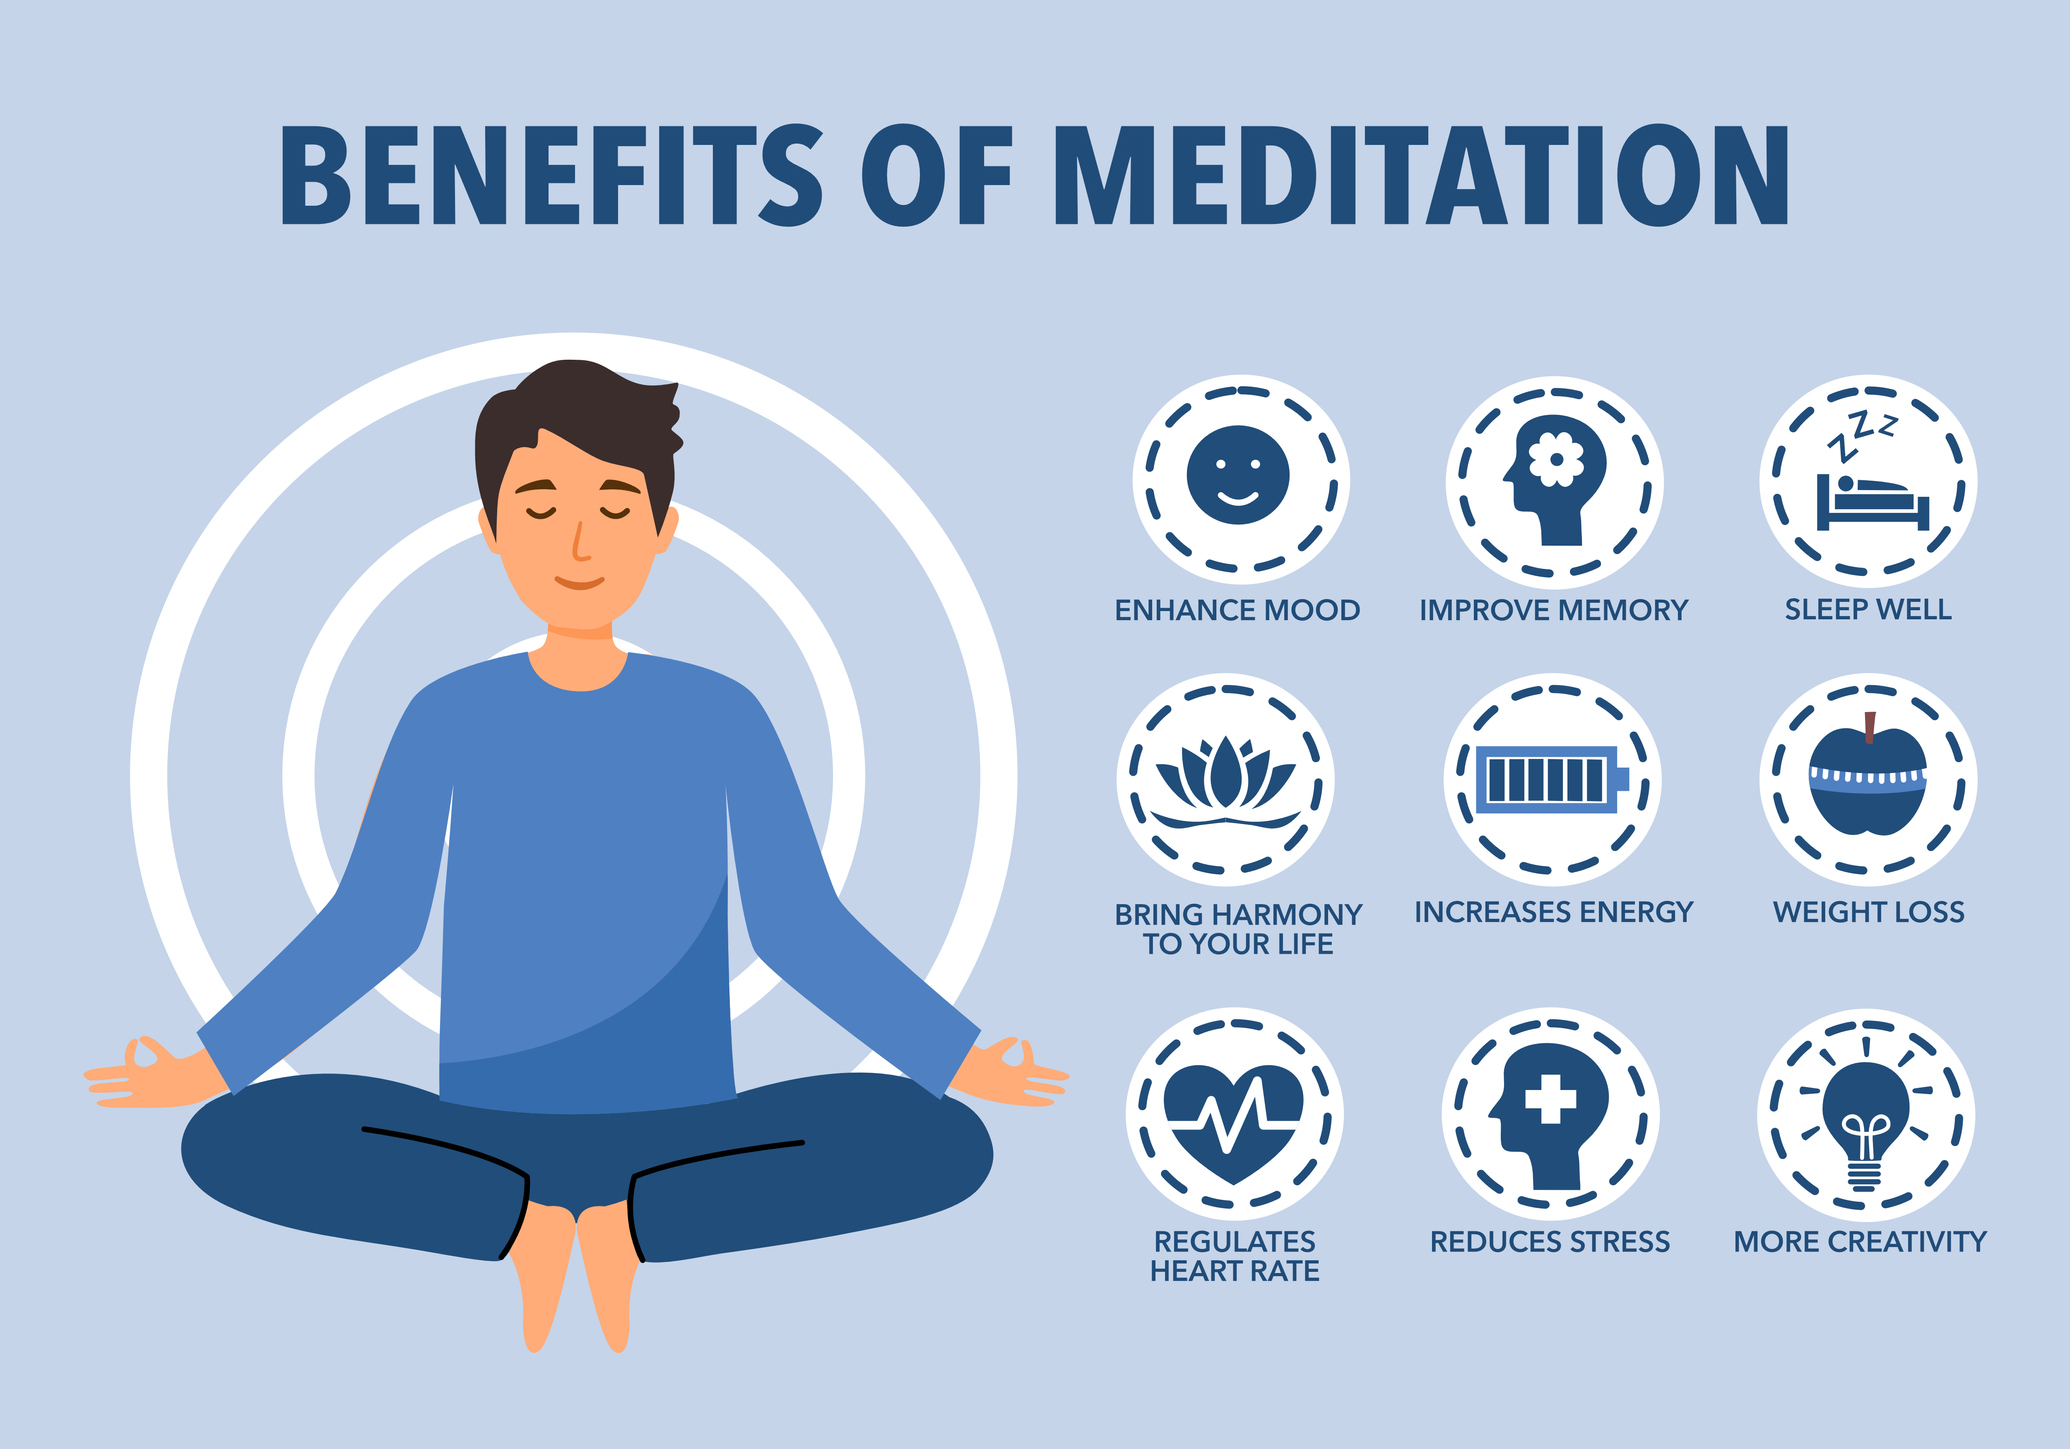 BENEFITS OF MEDITATION
Z Z Z
ENHANCE MOOD
IMPROVE MEMORY
SLEEP WELL
BRING HARMONY
TO YOUR LIFE
INCREASES ENERGY
WEIGHT LOSS
REGULATES
HEART RATE
REDUCES STRESS
MORE CREATIVITY